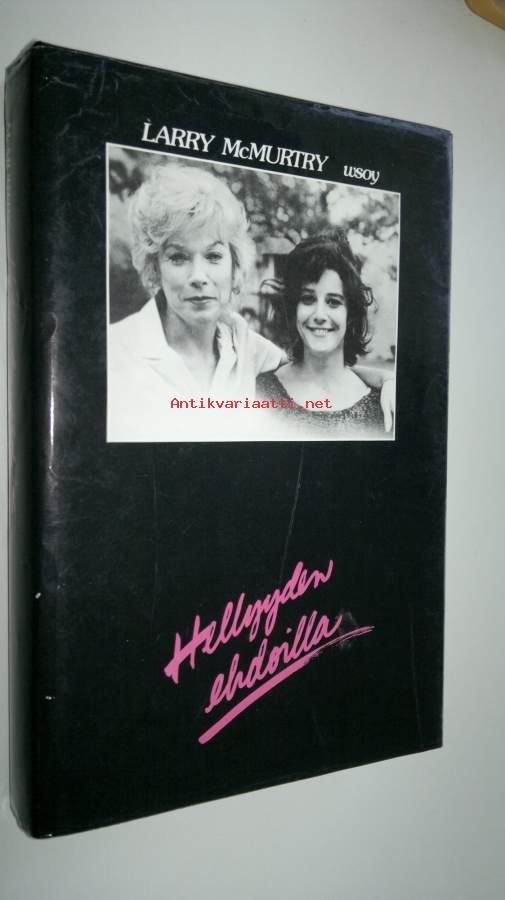 LARRY McMURTRY wsoy
Antikvariaatti.net
Hellyyden
ehdoilla